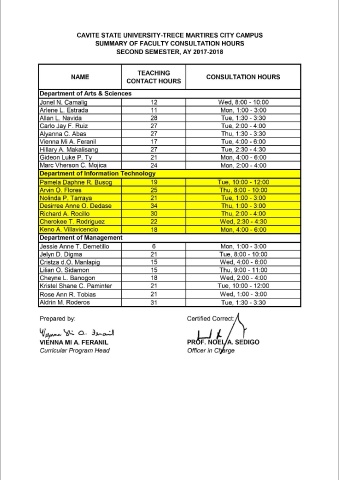 CAVITE STATE UNIVERSITY-TRECE MARTIRES CITY CAMPUS
SUMMARY OF FACULTY CONSULTATION HOURS
SECOND SEMESTER, AY 2017-2018
NAME TEACHING CONTACT HOURS CONSULTATION HOURS
Department of Arts & Sciences
Jonel N. Camalig 12 Wed, 8:00 - 10:00
Arlene L. Estrada 11 Mon, 1:00 - 3:00
Allan L. Navida 28 Tue, 1:30 - 3:30
Carlo Jay F. Ruiz 27 Tue, 2:00 - 4:00
Alyanna C. Abas 27 Thu, 1:30 - 3:30
Vienna Mi A. Feranil 17 Tue, 4:00 - 6:00
Hillary A. Makalisang 27 Tue, 2:30 - 4:30
Gideon Luke P. Ty 21 Mon, 4:00 - 6:00
Marc Vherson C. Mojica 24 Mon, 2:00 - 4:00
Department of Information Technology
Pamela Daphne R. Busog 19 Tue, 10:00 - 12:00
Arvin O. Flores 25 Thu, 8:00 - 10:00
Nolinda P. Tarraya 21 Tue, 1:00 - 3:00
Desiree Anne O. Dedase 34 Thu, 1:00 - 3:00
Richard A. Rocillo 30 Thu, 2:00 - 4:00
Cherokee T. Rodriguez 22 Wed, 2:30 - 4:30
Keno A. Villavicencio 18 Mon, 4:00 - 6:00
Department of Management
Jessie Anne T. Demetillo 6 Mon, 1:00 - 3:00
Jelyn D. Digma 21 Tue, 8:00 - 10:00
Cristza d.O. Manlapig 15 Wed, 4:00 - 6:00
Lilian O. Sidamon 15 Thu, 9:00 - 11:00
Cheyne L. Banogon 18 Wed, 2:00 - 4:00
Kristel Shane C. Paminter 21 Tue, 10:00 - 12:00
Rose Ann R. Tobias 21 Wed, 1:00 - 3:00
Aldrin M. Roderos 31 Tue, 1:30 - 3:30
Prepared by: Certified Correct:
VIENNA MI A. FERANIL PROF. NOEL A. SEDIGO
Curricular Program Head Officer in Charge